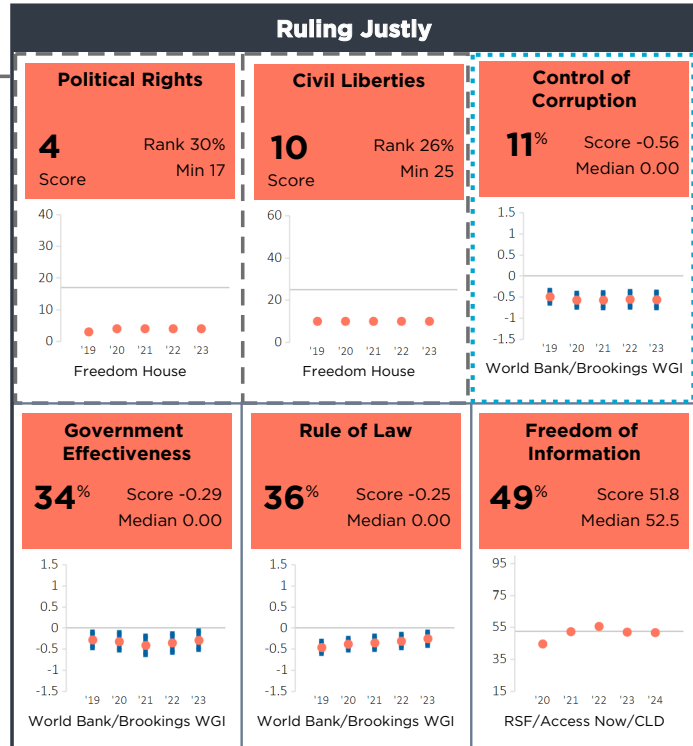 Ruling Justly
Political Rights
4
Score
Rank 30%
Min 17
40
30
20
10
0
'19 '20 '21 '22 '23
Freedom House
Civil Liberties
10
Score
Rank 26%
Min 25
60
40
20
0
'19 '20 '21 '22 '23
Freedom House
Control of
Corruption
11%
Score -0.56
Median 0.00
1.5
1
0.5
0
-0.5
-1
-1.5
'19 '20 '21 '22 '23
World Bank/Brookings WGI
Government
Effectiveness
34%
Score -0.29
Median 0.00
1.5
1
0.5
0
-0.5
-1
-1.5
'19 '20 '21 '22 '23
World Bank/Brookings WGI
Rule of Law
36%
Score -0.25
Median 0.00
1.5
1
0.5
0
-0.5
-1
-1.5
'19 '20 '21 '22 '23
World Bank/Brookings WGI
Freedom of
Information
49%
Score 51.8
Median 52.5
95
75
55
35
15
'20 '21 '22 '23 '24
RSF/Access Now/CLD